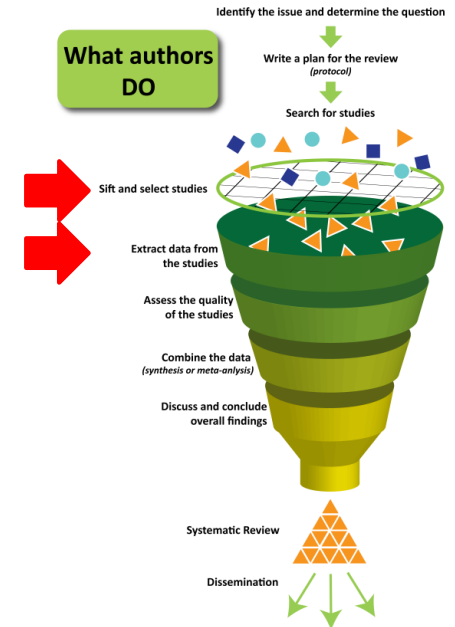 Identify the issue and determine the question
What authors
DO
Write a plan for the review
(protocol)
Search for studies
Sift and select studies
Extract data from
the studies
Assess the quality
of the studies
Combine the data
(synthesis or meta-anlysis)
Discuss and conclude
overall findings
Systematic Review
Dissemination